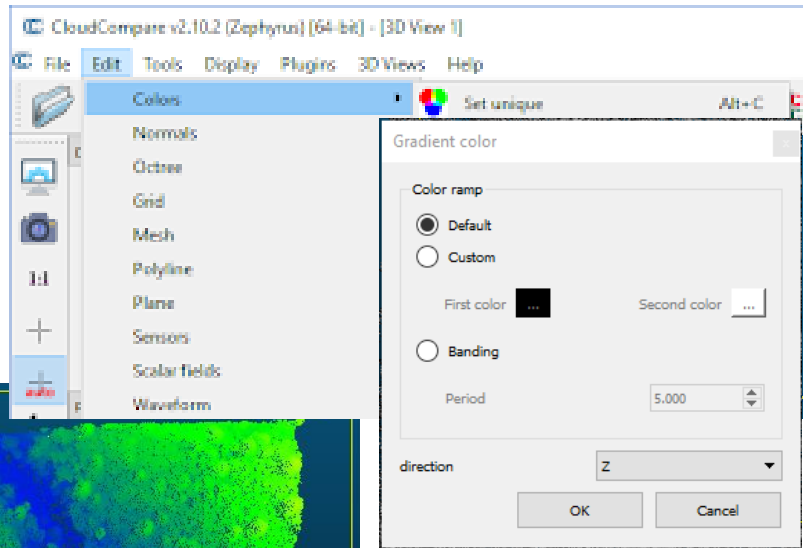 CloudCompare v2.10.2 (Zephyrus) [64-bit] - [3D View 1]
File Edit Tools Display Plugins 3D Views Help
Colors
Set unique Alt+C
Normals
Octree
Grid
Mesh
Polyline
Plane
Sensors
Scalar fields
Waveform
1:1
auto
Gradient color
Color ramp
Default
Custom
First color ... Second color ...
Banding
Period 5.000
direction Z
OK Cancel